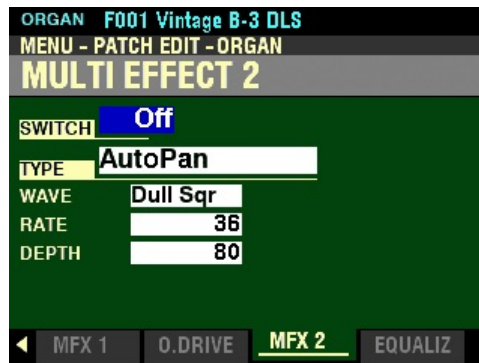 ORGAN F001 Vintage B-3 DLS
MENU - PATCH EDIT - ORGAN
MULTI EFFECT 2
SWITCH Off
TYPE AutoPan
WAVE Dull Sqr
RATE 36
DEPTH 80
MFX 1 O.DRIVE MFX 2 EQUALIZ